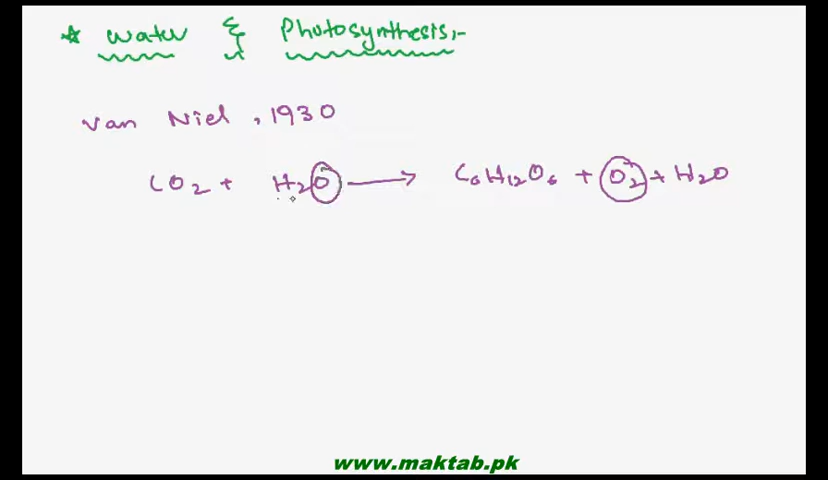 * Water & Photosynthesis:-
Van Niel, 1930
CO2 + H2O → C6H12O6 + O2 + H2O
www.maktab.pk